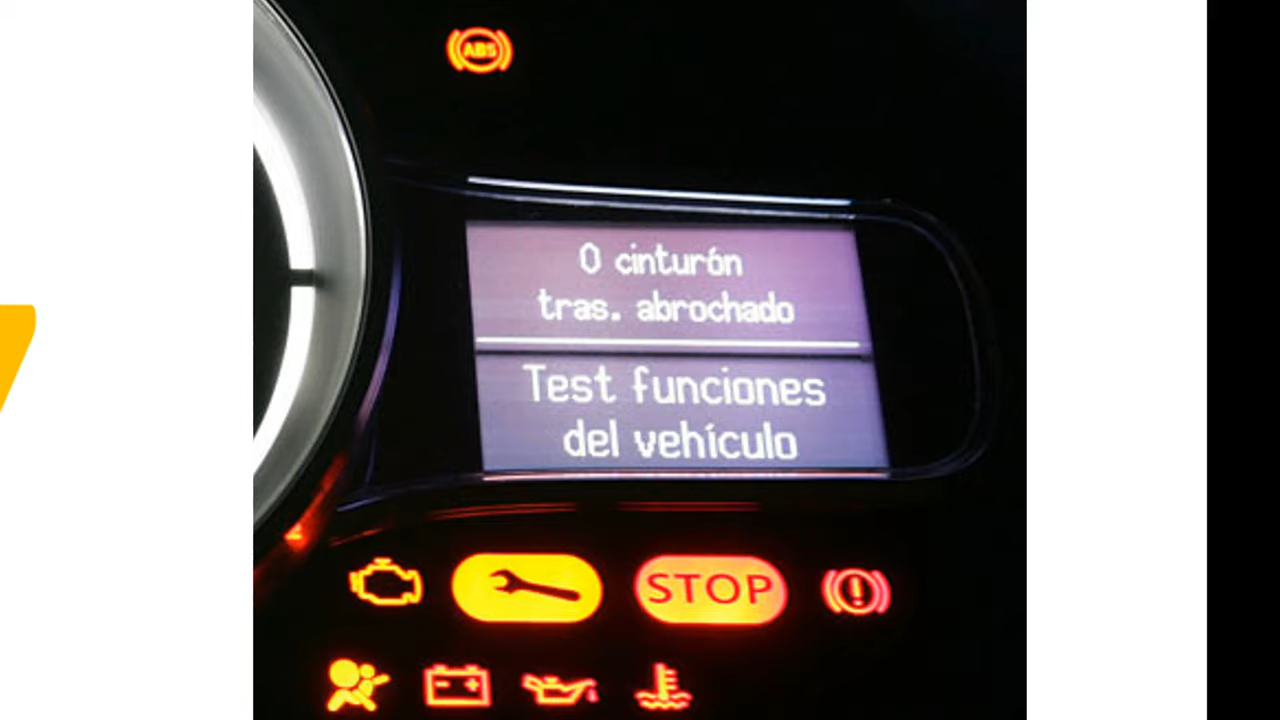 ABS
0 cinturón
tras. abrochado
Test funciones
del vehículo
STOP